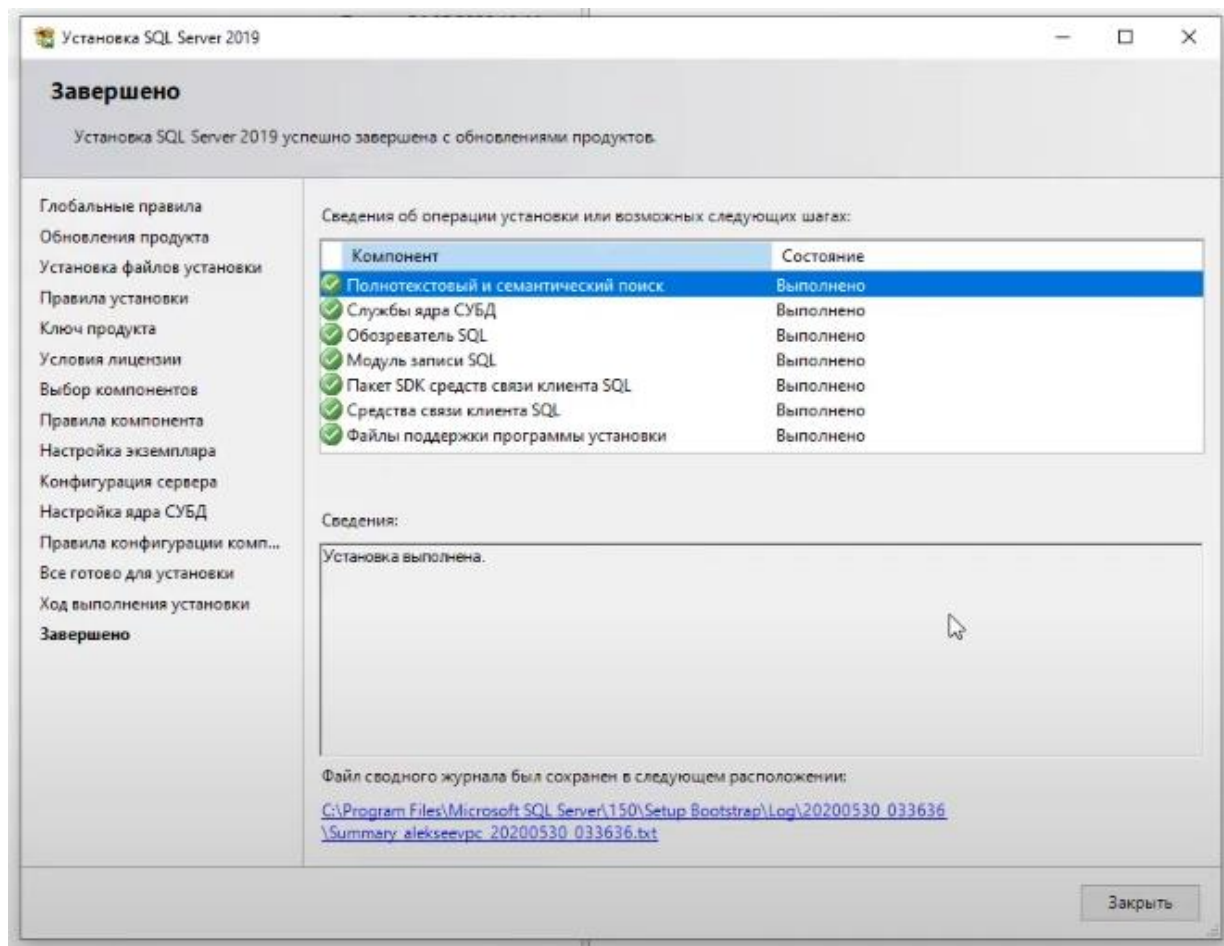 Установка SQL Server 2019
Завершено
Установка SQL Server 2019 успешно завершена с обновлениями продуктов.
Глобальные правила
Обновления продукта
Установка файлов установки
Правила установки
Ключ продукта
Условия лицензии
Выбор компонентов
Правила компонента
Настройка экземпляра
Конфигурация сервера
Настройка ядра СУБД
Правила конфигурации комп...
Все готово для установки
Ход выполнения установки
Завершено
Сведения об операции установки или возможных следующих шагах:
Компонент Состояние
Полнотекстовый и семантический поиск Выполнено
Службы ядра СУБД Выполнено
Обозреватель SQL Выполнено
Модуль записи SQL Выполнено
Пакет SDK средств связи клиента SQL Выполнено
Средства связи клиента SQL Выполнено
Файлы поддержки программы установки Выполнено
Сведения:
Установка выполнена.
Файл сводного журнала был сохранен в следующем расположении:
C:\Program Files\Microsoft SQL Server\150\Setup Bootstrap\Log\20200530_033636
\Summary_alekseevpc_20200530_033636.txt
Закрыть